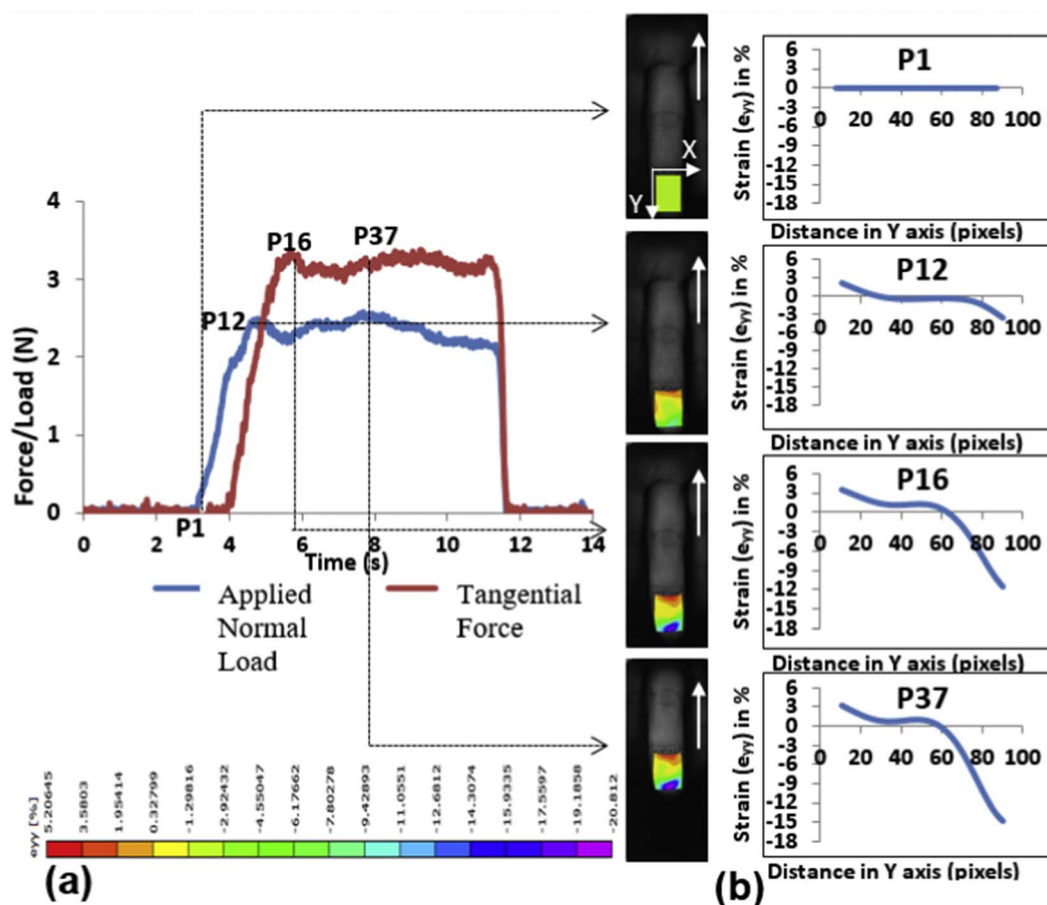 Force/Load (N)
4
3
2
1
0
P16
P37
P12
P1
0
2
4
6
8
10
12
14
Time (s)
Applied
Normal
Load
Tangential
Force
eyy [%]
5.20645
3.5803
1.95414
0.32799
-1.29816
-2.92432
-4.55047
-6.17662
-7.80278
-9.42893
-11.0551
-12.6812
-14.3074
-15.9335
-17.5597
-19.1858
-20.812
(a)
X
Y
Strain (eyy) in %
P1
6
3
0
-3
-6
-9
-12
-15
-18
0 20 40 60 80 100
Distance in Y axis (pixels)
Strain (eyy) in %
P12
6
3
0
-3
-6
-9
-12
-15
-18
0 20 40 60 80 100
Distance in Y axis (pixels)
Strain (eyy) in %
P16
6
3
0
-3
-6
-9
-12
-15
-18
0 20 40 60 80 100
Distance in Y axis (pixels)
Strain (eyy) in %
P37
6
3
0
-3
-6
-9
-12
-15
-18
0 20 40 60 80 100
Distance in Y axis (pixels)
(b)